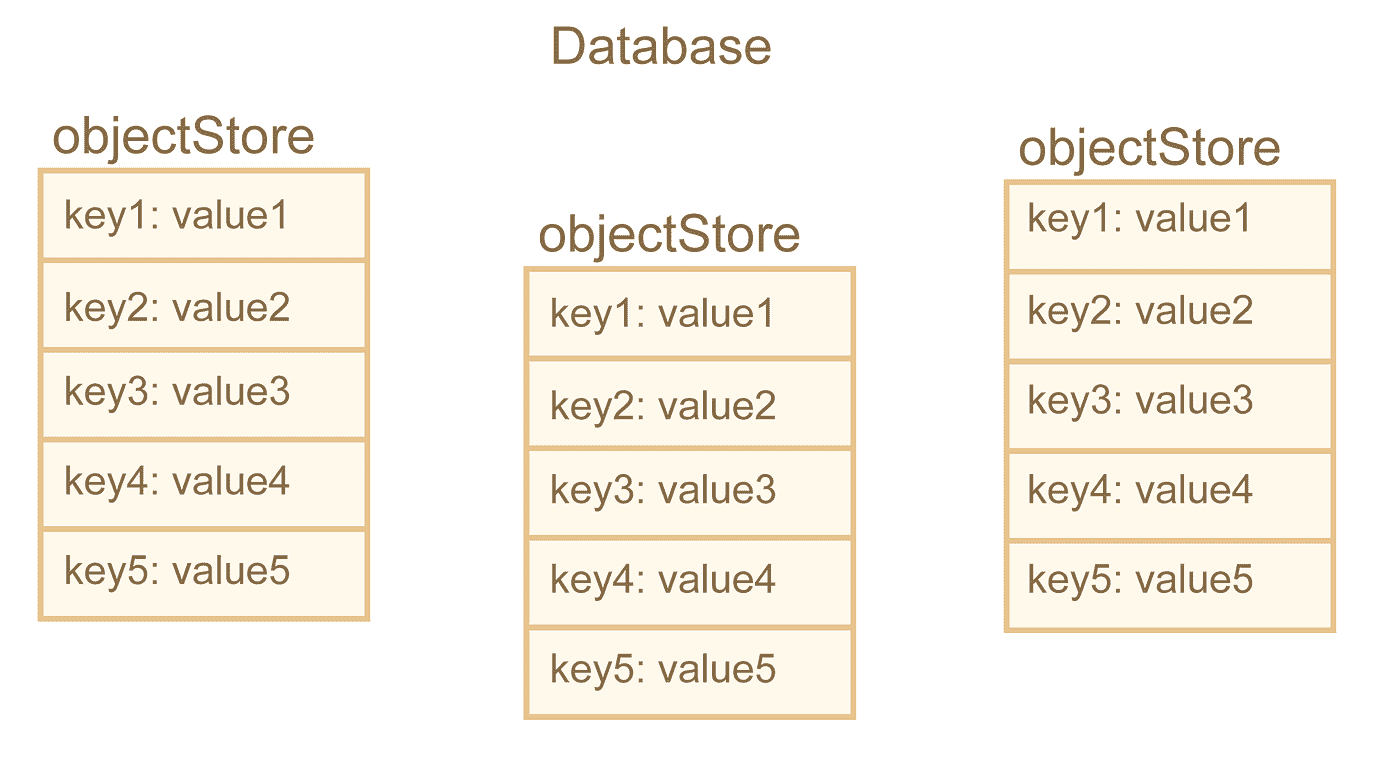 Database
objectStore
key1: value1
key2: value2
key3: value3
key4: value4
key5: value5
objectStore
key1: value1
key2: value2
key3: value3
key4: value4
key5: value5
objectStore
key1: value1
key2: value2
key3: value3
key4: value4
key5: value5